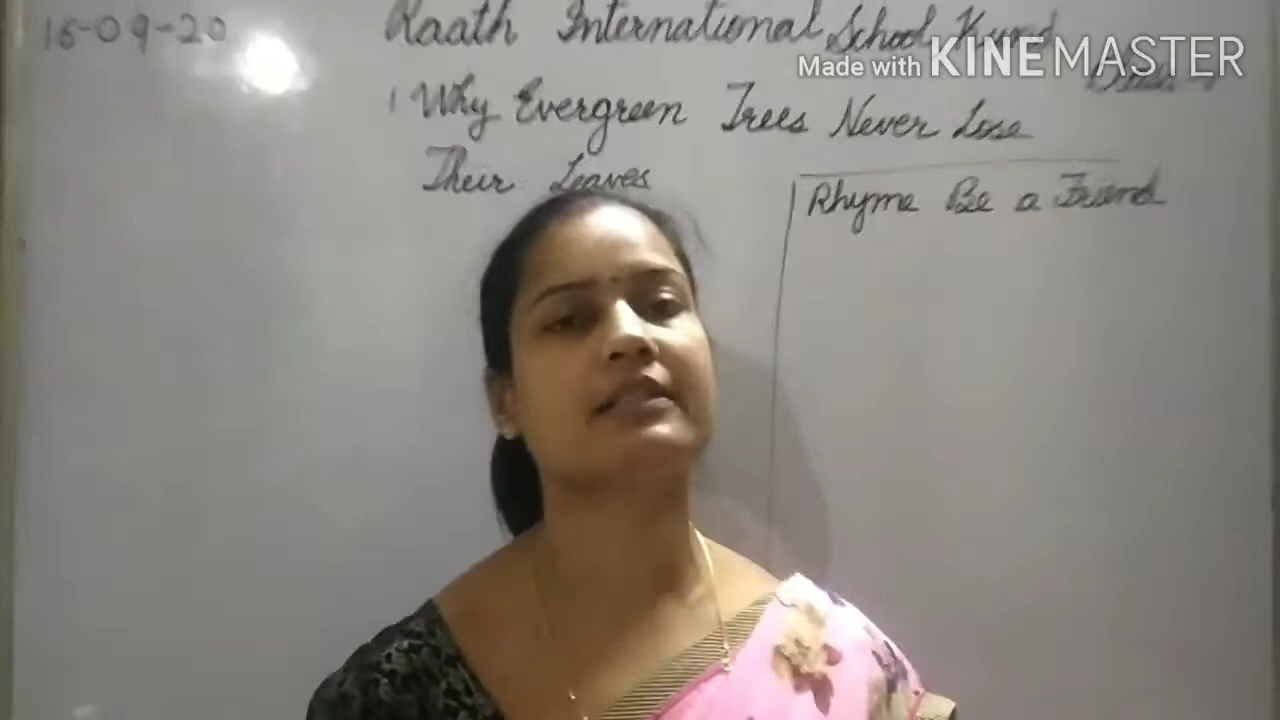 16-09-20
Raath International School Kund
Made with KINEMASTER
1 Why Evergreen Trees Never Lose
Their Leaves
Rhyme Be a Friend